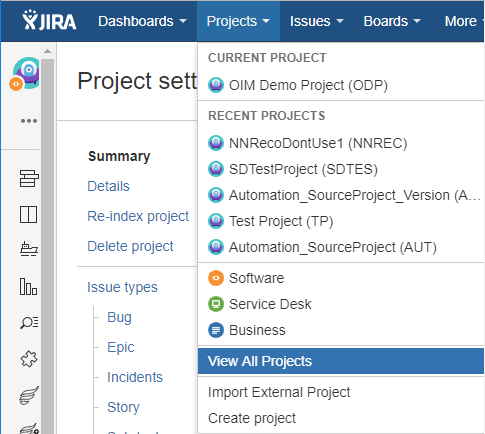 JIRA Dashboards Projects Issues Boards More
Project sett
Summary
Details
Re-index project
Delete project
Issue types
Bug
Epic
Incidents
Story
CURRENT PROJECT
OIM Demo Project (ODP)
RECENT PROJECTS
NNRecoDontUse1 (NNREC)
SDTestProject (SDTES)
Automation_SourceProject_Version (A...
Test Project (TP)
Automation_SourceProject (AUT)
Software
Service Desk
Business
View All Projects
Import External Project
Create project